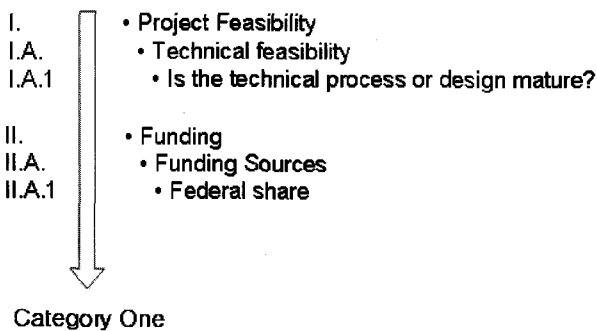 I. • Project Feasibility
I.A. • Technical feasibility
I.A.1 • Is the technical process or design mature?
II. • Funding
II.A. • Funding Sources
II.A.1 • Federal share
Category One